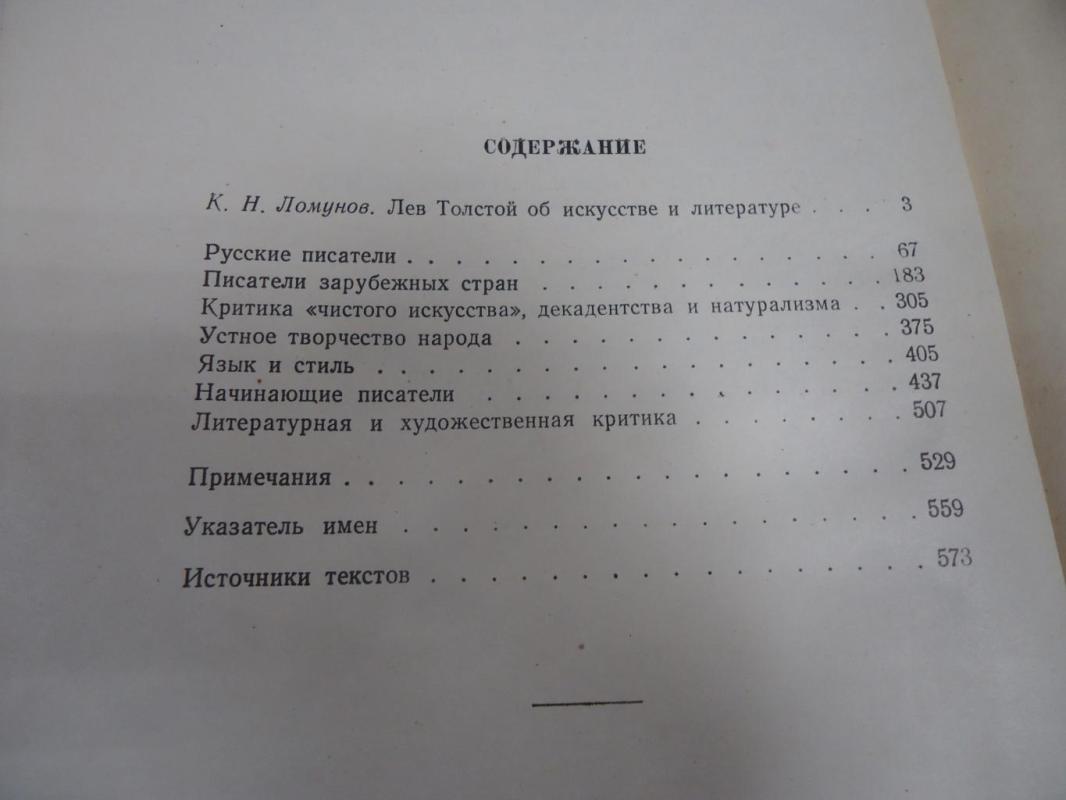 СОДЕРЖАНИЕ
К. Н. Ломунов. Лев Толстой об искусстве и литературе . . . 3
Русские писатели . . . . . . . . . . . . . . . . . . 67
Писатели зарубежных стран . . . . . . . . . . . . . 183
Критика «чистого искусства», декадентства и натурализма . . 305
Устное творчество народа . . . . . . . . . . . . . . 375
Язык и стиль . . . . . . . . . . . . . . . . . . . 405
Начинающие писатели . . . . . . . . . . . . . . . 437
Литературная и художественная критика . . . . . . . . 507
Примечания . . . . . . . . . . . . . . . . . . . . 529
Указатель имен . . . . . . . . . . . . . . . . . . 559
Источники текстов . . . . . . . . . . . . . . . . . 573